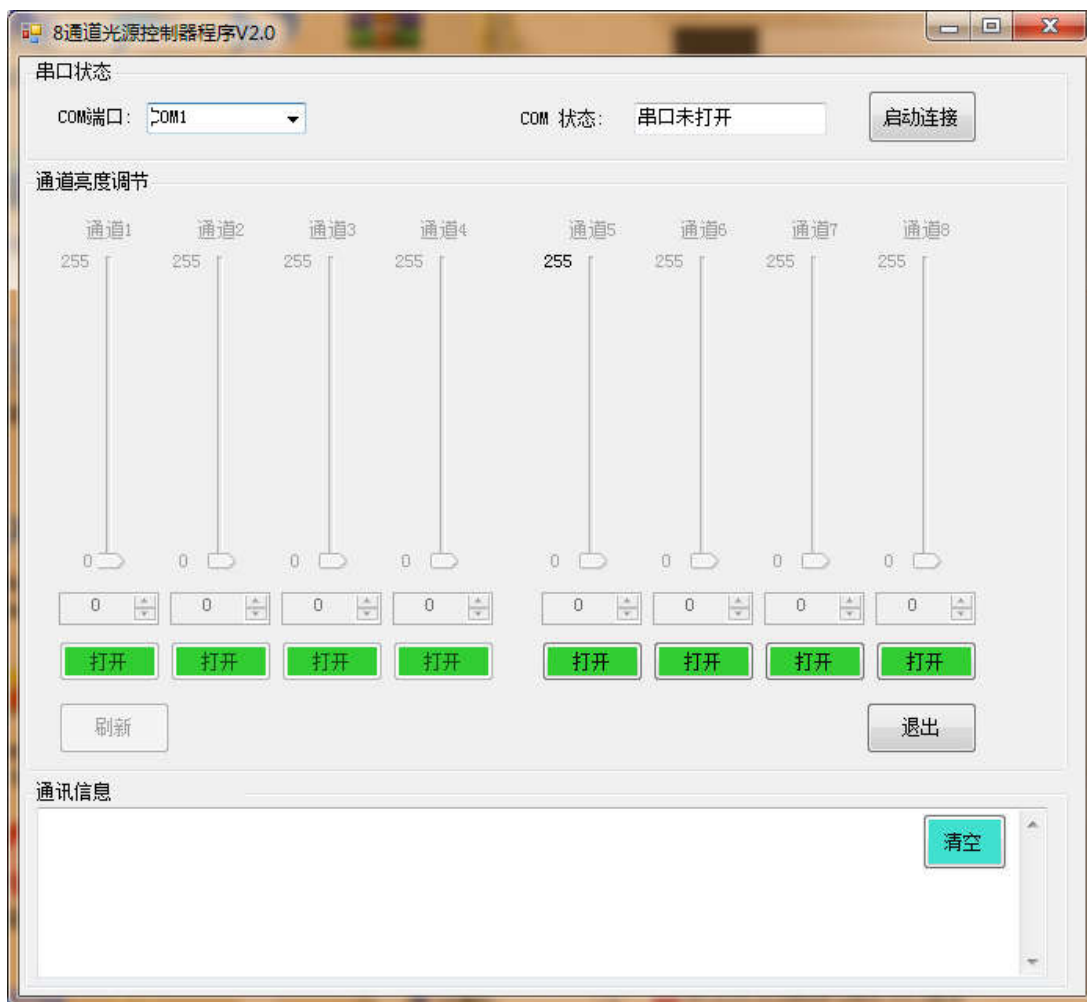 8通道光源控制器程序V2.0
串口状态
COM端口: COM1 COM 状态: 串口未打开 启动连接
通道亮度调节
通道1 通道2 通道3 通道4 通道5 通道6 通道7 通道8
255 255 255 255 255 255 255 255
0 0 0 0 0 0 0 0
0 0 0 0 0 0 0 0
打开 打开 打开 打开 打开 打开 打开 打开
刷新 退出
通讯信息
清空